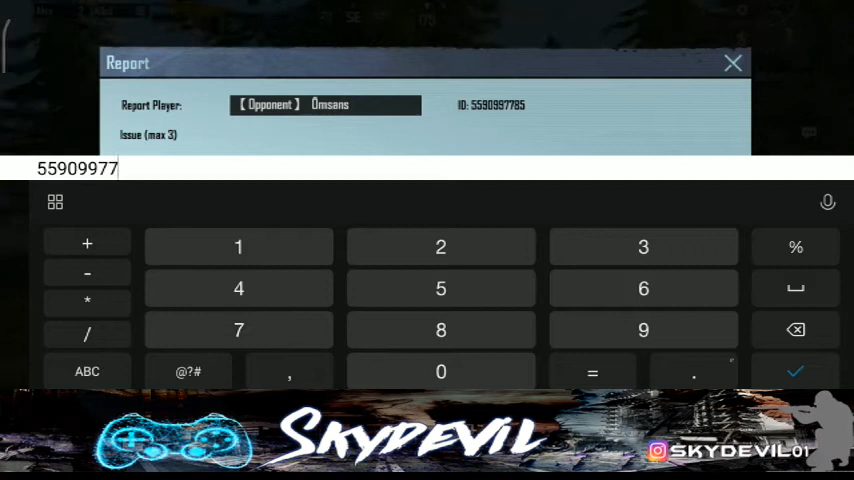 Report
Report Player:
【 Opponent 】 Ömsans
ID: 5590997785
Issue (max 3)
55909977
+
1
2
3
%
-
4
5
6
*
7
8
9
/
ABC
@?#
,
0
=
.
SKYDEVIL
SKYDEVIL01